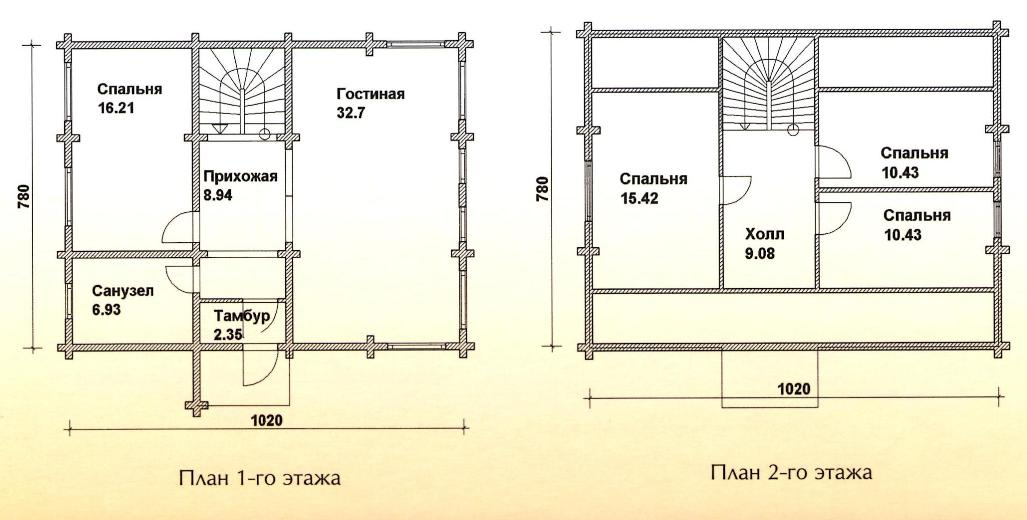 Спальня
16.21
Гостиная
32.7
Прихожая
8.94
Санузел
6.93
Тамбур
2.35
780
1020
План 1-го этажа
Спальня
15.42
Спальня
10.43
Спальня
10.43
Холл
9.08
780
1020
План 2-го этажа